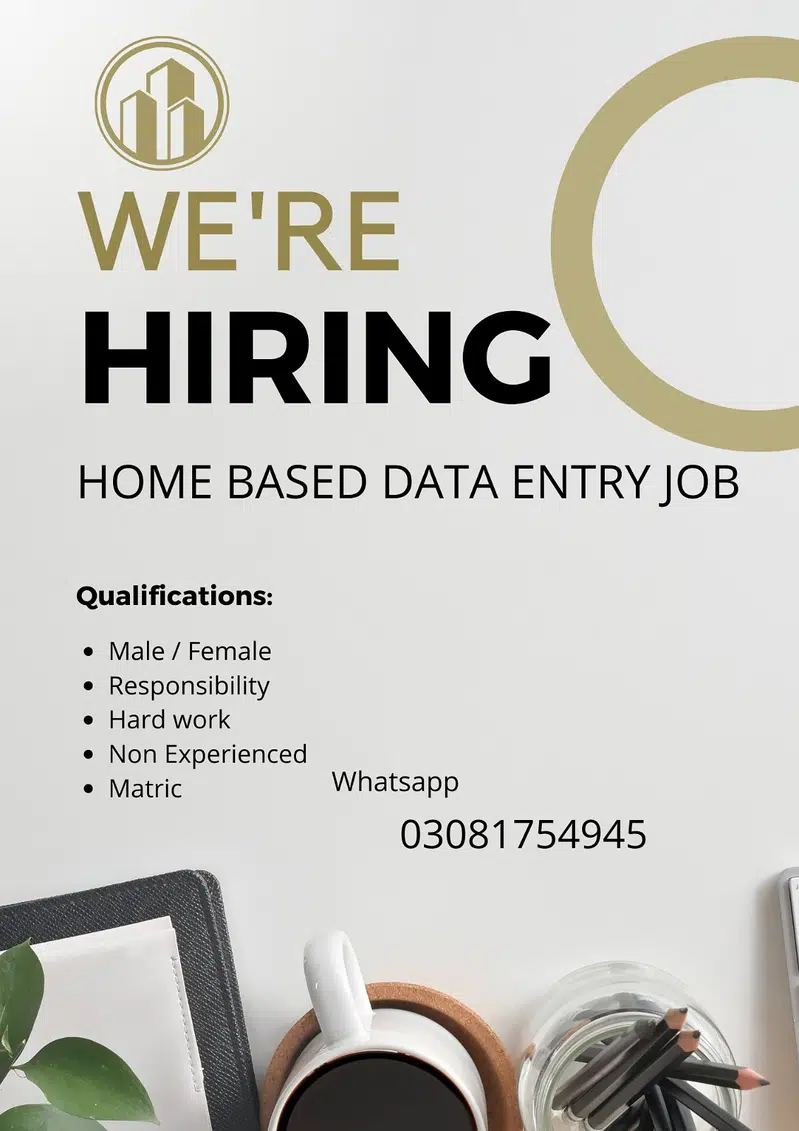 WE'RE
HIRING
HOME BASED DATA ENTRY JOB
Qualifications:
Male / Female
Responsibility
Hard work
Non Experienced
Matric
Whatsapp
03081754945